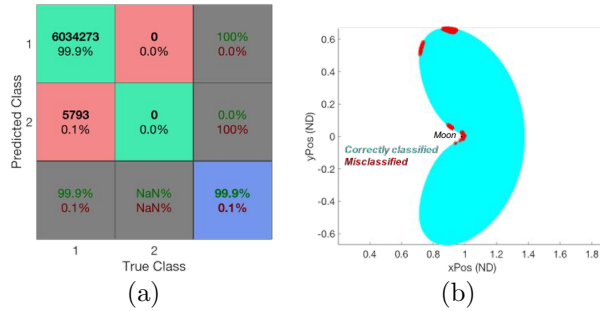 Predicted Class
1
6034273
99.9%
0
0.0%
100%
0.0%
2
5793
0.1%
0
0.0%
0.0%
100%
99.9%
0.1%
NaN%
NaN%
99.9%
0.1%
1
2
True Class
(a)
yPos (ND)
0.6
0.4
0.2
0
-0.2
-0.4
-0.6
Moon
Correctly classified
Misclassified
0.2 0.4 0.6 0.8 1 1.2 1.4 1.6 1.8
xPos (ND)
(b)